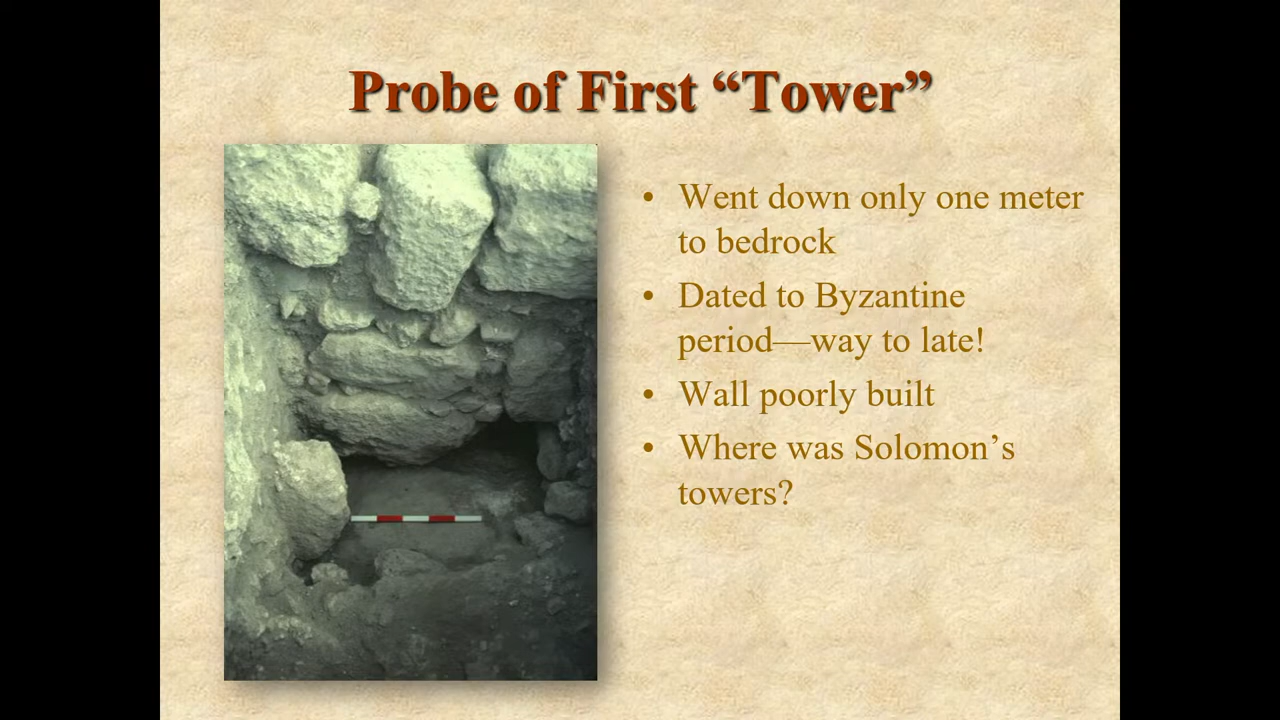 Probe of First “Tower”
• Went down only one meter
to bedrock
• Dated to Byzantine
period—way to late!
• Wall poorly built
• Where was Solomon’s
towers?